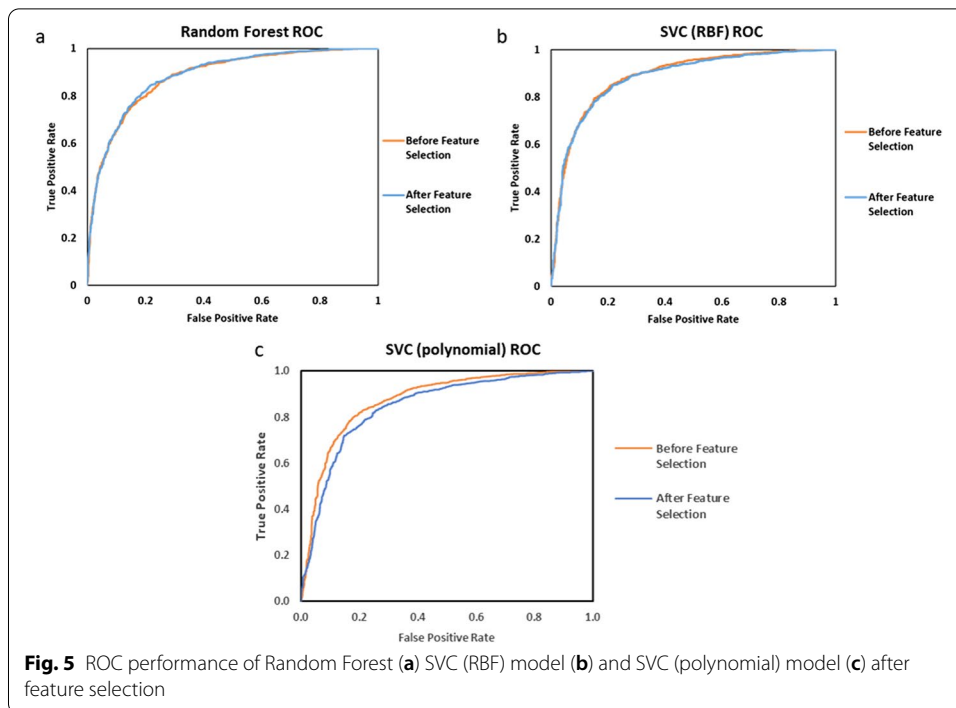 a
Random Forest ROC
1
0.8
0.6
0.4
0.2
0
True Positive Rate
0 0.2 0.4 0.6 0.8 1
False Positive Rate
Before Feature
Selection
After Feature
Selection
b
SVC (RBF) ROC
1
0.8
0.6
0.4
0.2
0
True Positive Rate
0 0.2 0.4 0.6 0.8 1
False Positive Rate
Before Feature
Selection
After Feature
Selection
c
SVC (polynomial) ROC
1.0
0.8
0.6
0.4
0.2
0.0
True Positive Rate
0.0 0.2 0.4 0.6 0.8 1.0
False Positive Rate
Before Feature
Selection
After Feature
Selection
Fig. 5 ROC performance of Random Forest (a) SVC (RBF) model (b) and SVC (polynomial) model (c) after
feature selection